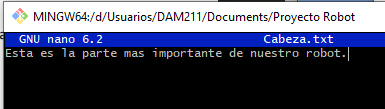 MINGW64:/d/Usuarios/DAM211/Documents/Proyecto Robot
GNU nano 6.2 Cabeza.txt
Esta es la parte mas importante de nuestro robot.